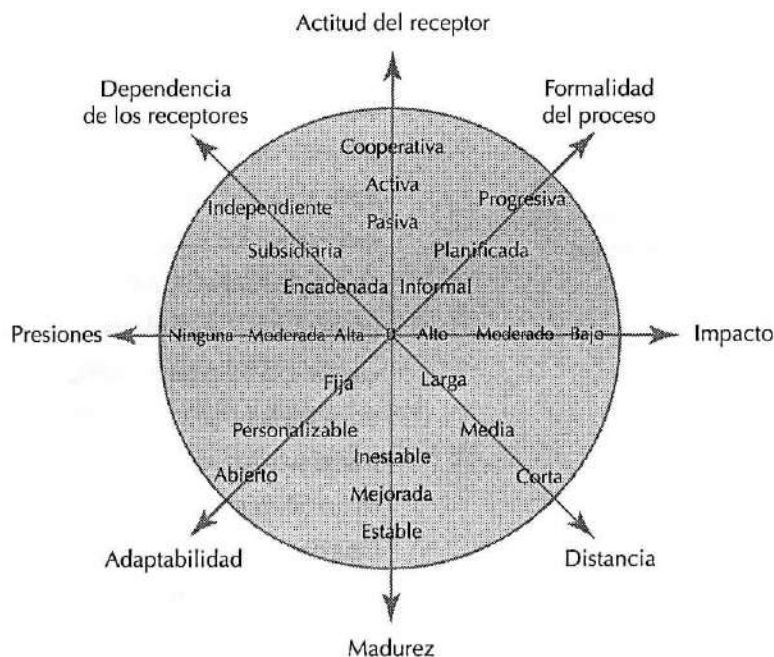 Actitud del receptor
Dependencia
de los receptores
Formalidad
del proceso
Cooperativa
Activa
Progresiva
Independiente
Pasiva
Subsidiaria
Planificada
Encadenada
Informal
Presiones
Ninguna
Moderada
Alta
Alto
Moderado
Bajo
Impacto
Fija
Larga
Personalizable
Media
Inestable
Abierto
Corta
Mejorada
Estable
Adaptabilidad
Distancia
Madurez